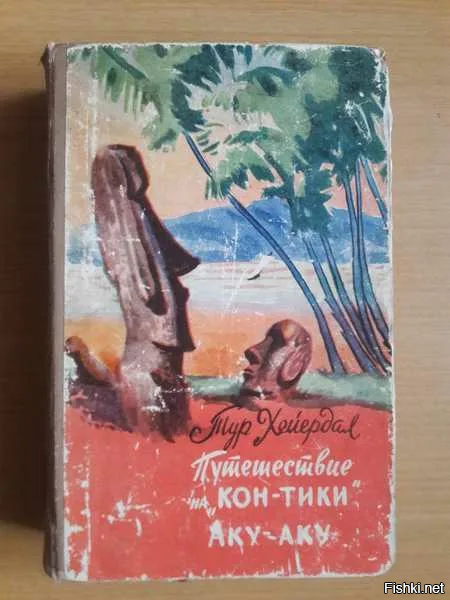 Тур Хейердал
Путешествие
на „КОН-ТИКИ"
АКУ-АКУ
Fishki.net